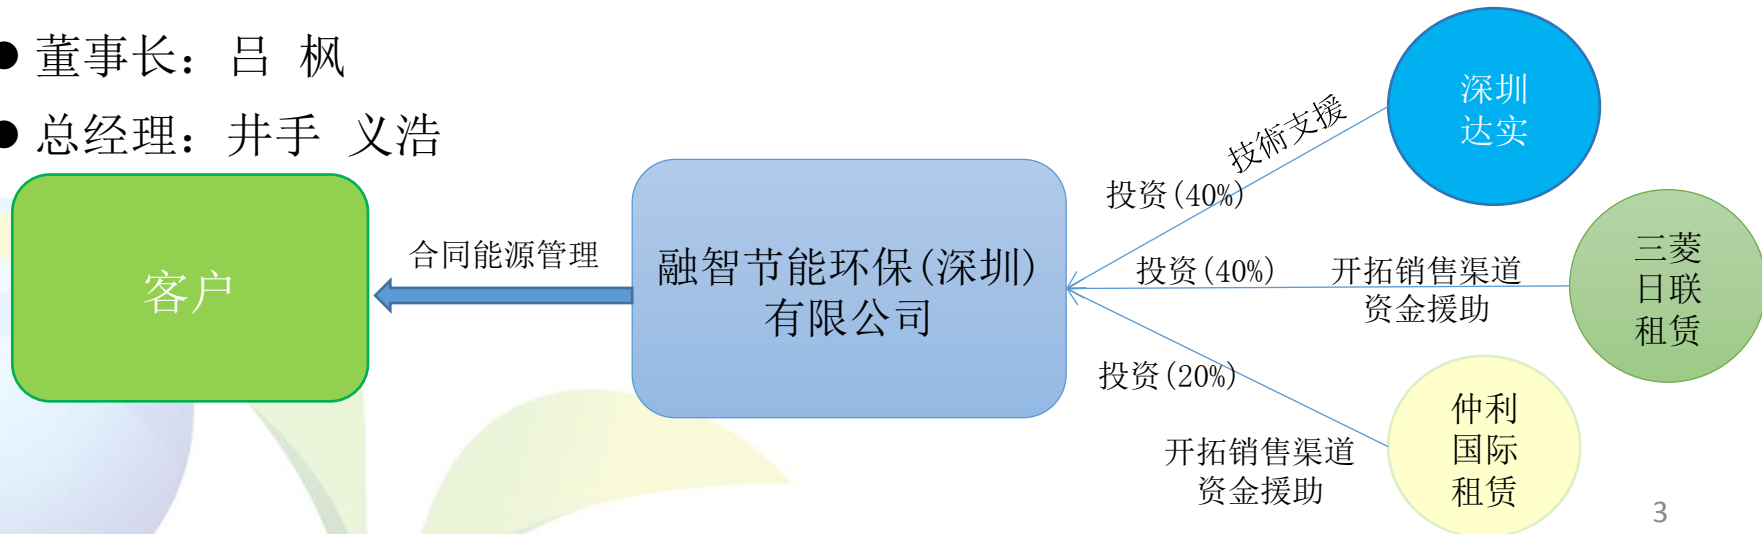 董事长：吕 枫
总经理：井手 义浩
客户
合同能源管理
融智节能环保(深圳)
有限公司
技術支援
投资(40%)
深圳
达实
投资(40%)
开拓销售渠道
资金援助
三菱
日联
租赁
投资(20%)
开拓销售渠道
资金援助
仲利
国际
租赁
3